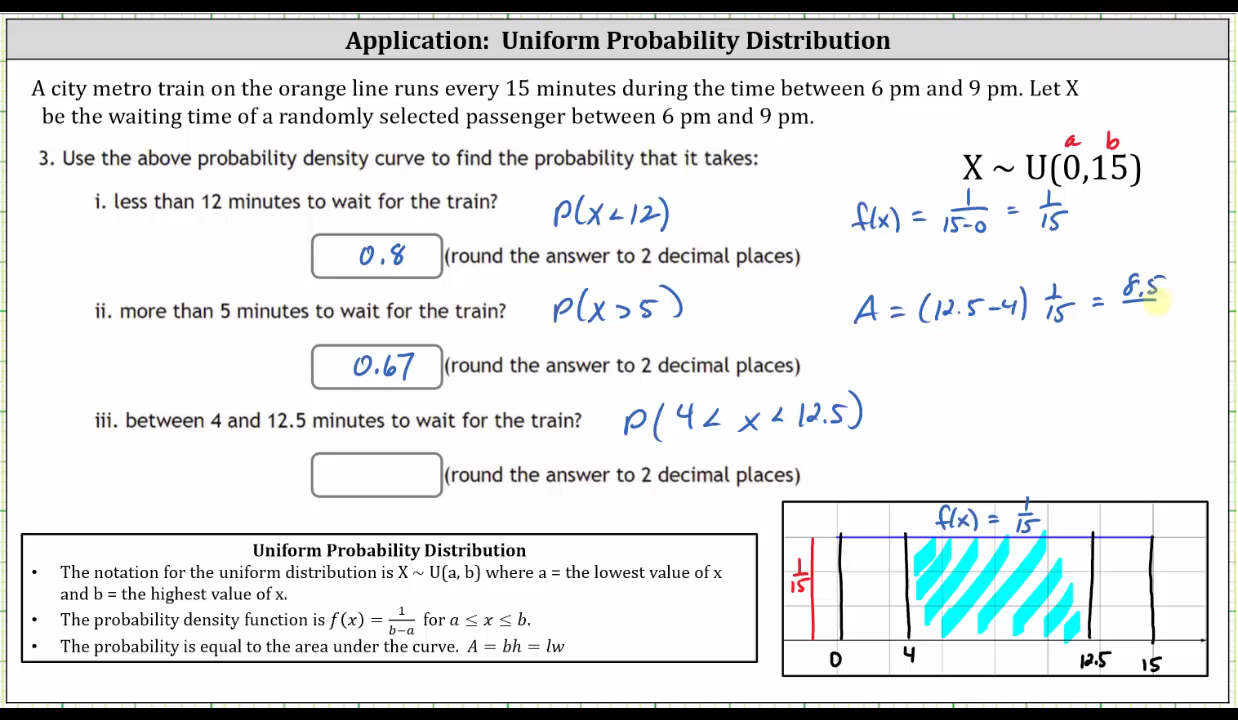 Application: Uniform Probability Distribution
A city metro train on the orange line runs every 15 minutes during the time between 6 pm and 9 pm. Let X
be the waiting time of a randomly selected passenger between 6 pm and 9 pm.
3. Use the above probability density curve to find the probability that it takes:
a b
X ~ U(0,15)
i. less than 12 minutes to wait for the train? P(x<12)
f(x) = 1/(15-0) = 1/15
0.8 (round the answer to 2 decimal places)
ii. more than 5 minutes to wait for the train? P(x>5)
A = (12.5-4) 1/15 = 8.5
0.67 (round the answer to 2 decimal places)
iii. between 4 and 12.5 minutes to wait for the train? P(4 < x < 12.5)
(round the answer to 2 decimal places)
Uniform Probability Distribution
• The notation for the uniform distribution is X ~ U(a, b) where a = the lowest value of x
and b = the highest value of x.
• The probability density function is f(x) = 1/(b−a) for a ≤ x ≤ b.
• The probability is equal to the area under the curve. A = bh = lw
f(x) = 1/15
1/15
0 4 12.5 15